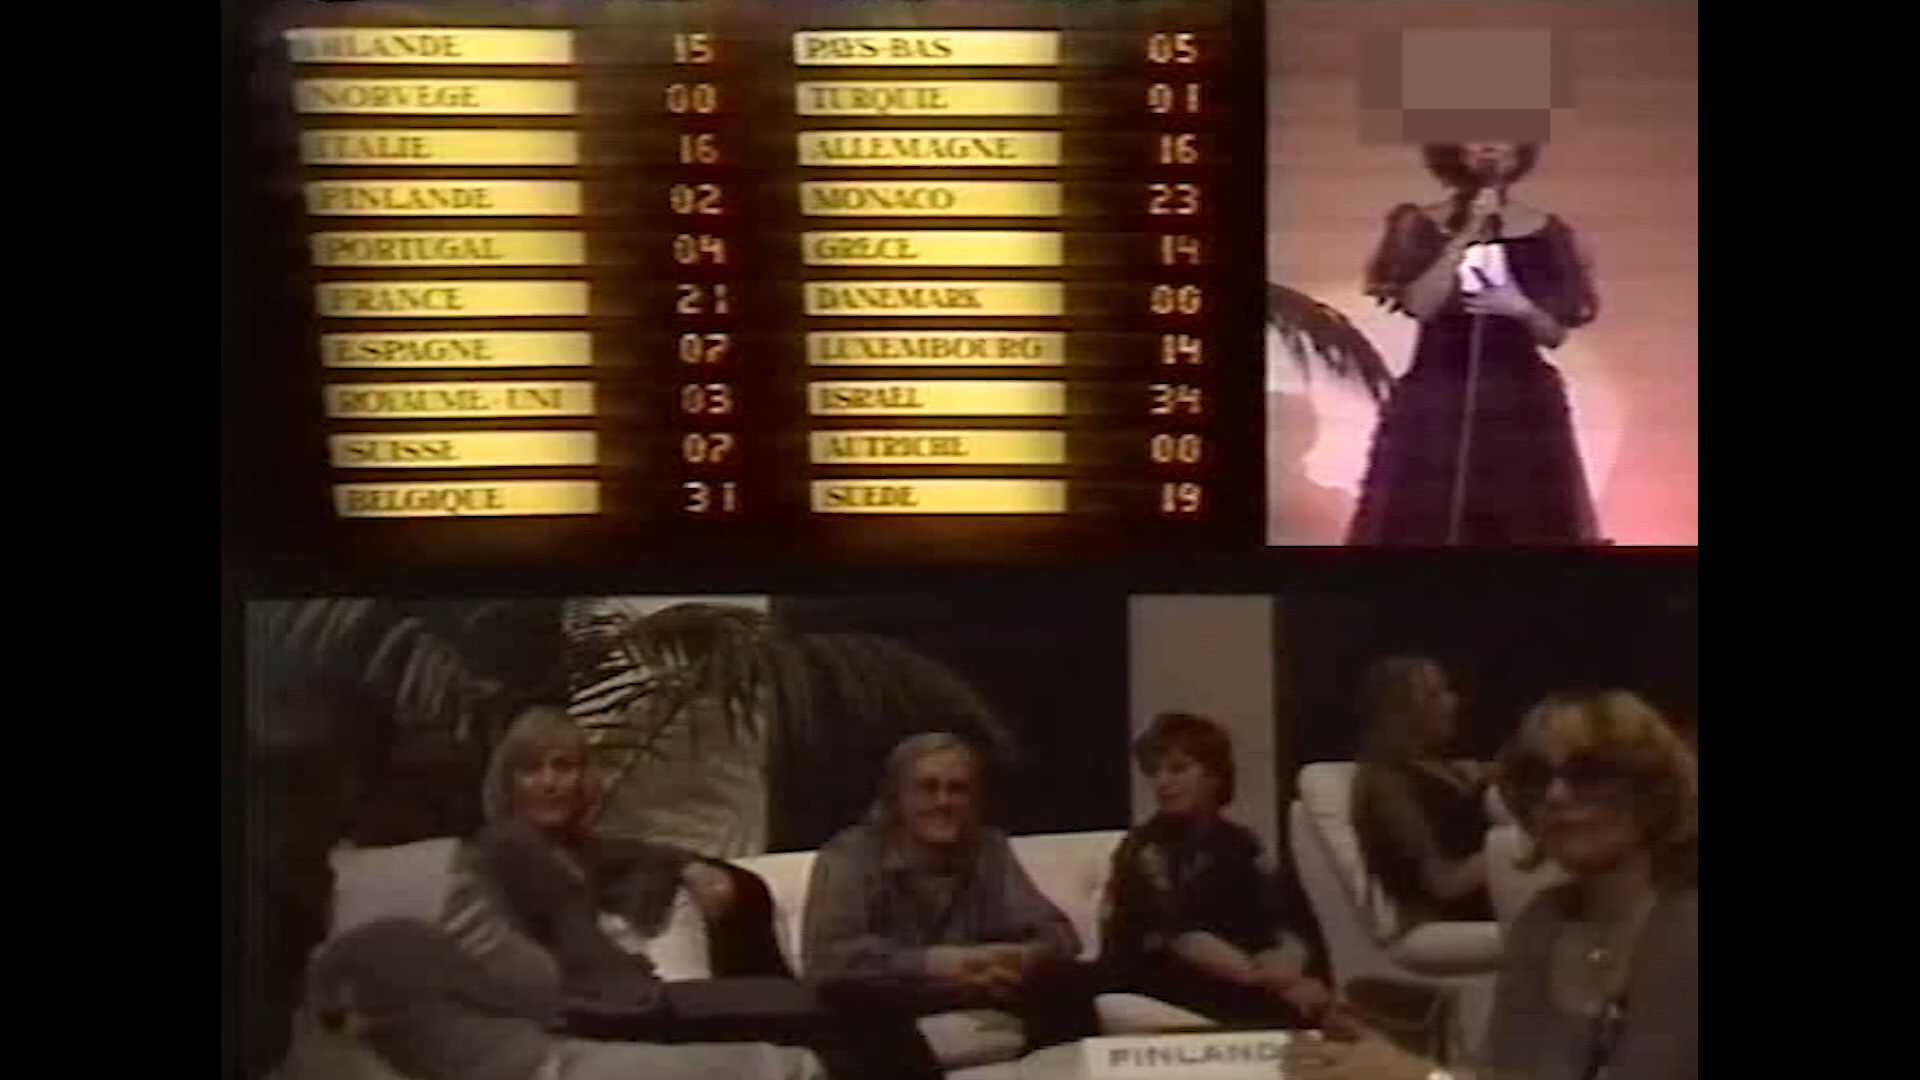 IRLANDE 15
NORVEGE 00
ITALIE 16
FINLANDE 02
PORTUGAL 04
FRANCE 21
ESPAGNE 07
ROYAUME-UNI 03
SUISSE 07
BELGIQUE 31
PAYS-BAS 05
TURQUIE 01
ALLEMAGNE 16
MONACO 23
GRECE 14
DANEMARK 00
LUXEMBOURG 14
ISRAËL 34
AUTRICHE 00
SUEDE 19
FINLAND